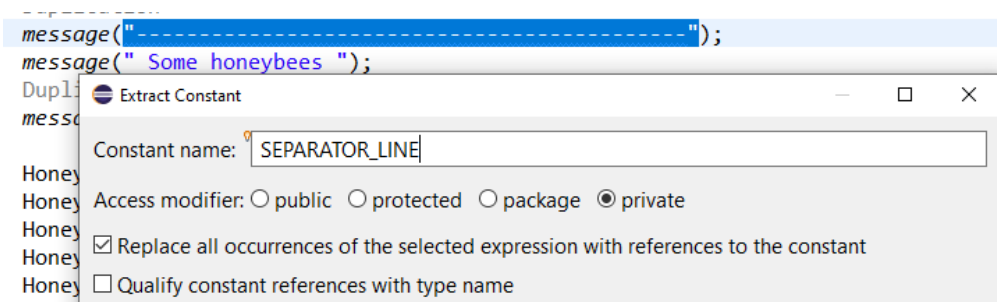 message("--------------------------------------------");
message(" Some honeybees ");
Dupl
Extract Constant
mess
Constant name: SEPARATOR_LINE
Honey
Access modifier: public protected package private
Honey
Honey
Replace all occurrences of the selected expression with references to the constant
Honey
Honey
Qualify constant references with type name